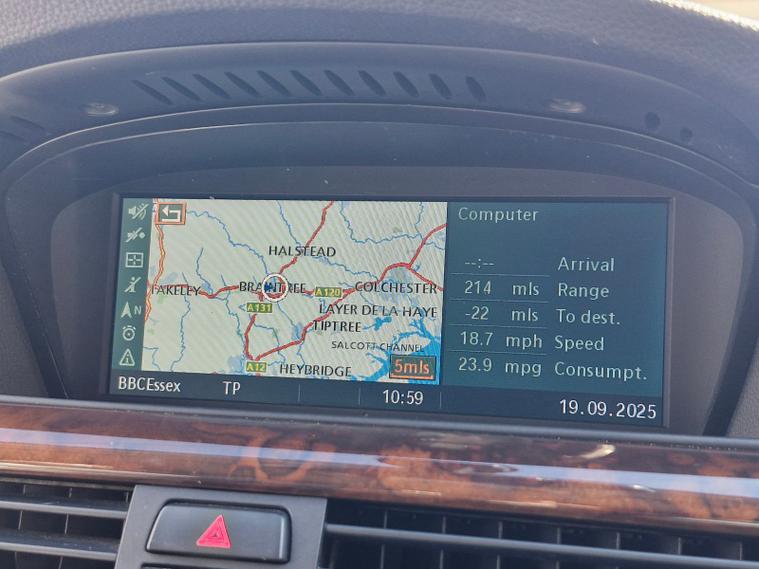 Computer
HALSTEAD
--:-- Arrival
TAKELEY BRAINTREE A120 COLCHESTER
214 mls Range
N
A131 LAYER DE LA HAYE
-22 mls To dest.
TIPTREE
18.7 mph Speed
SALCOTT CHANNEL
A12 HEYBRIDGE 5mls
23.9 mpg Consumpt.
BBCEssex TP 10:59 19.09.2025